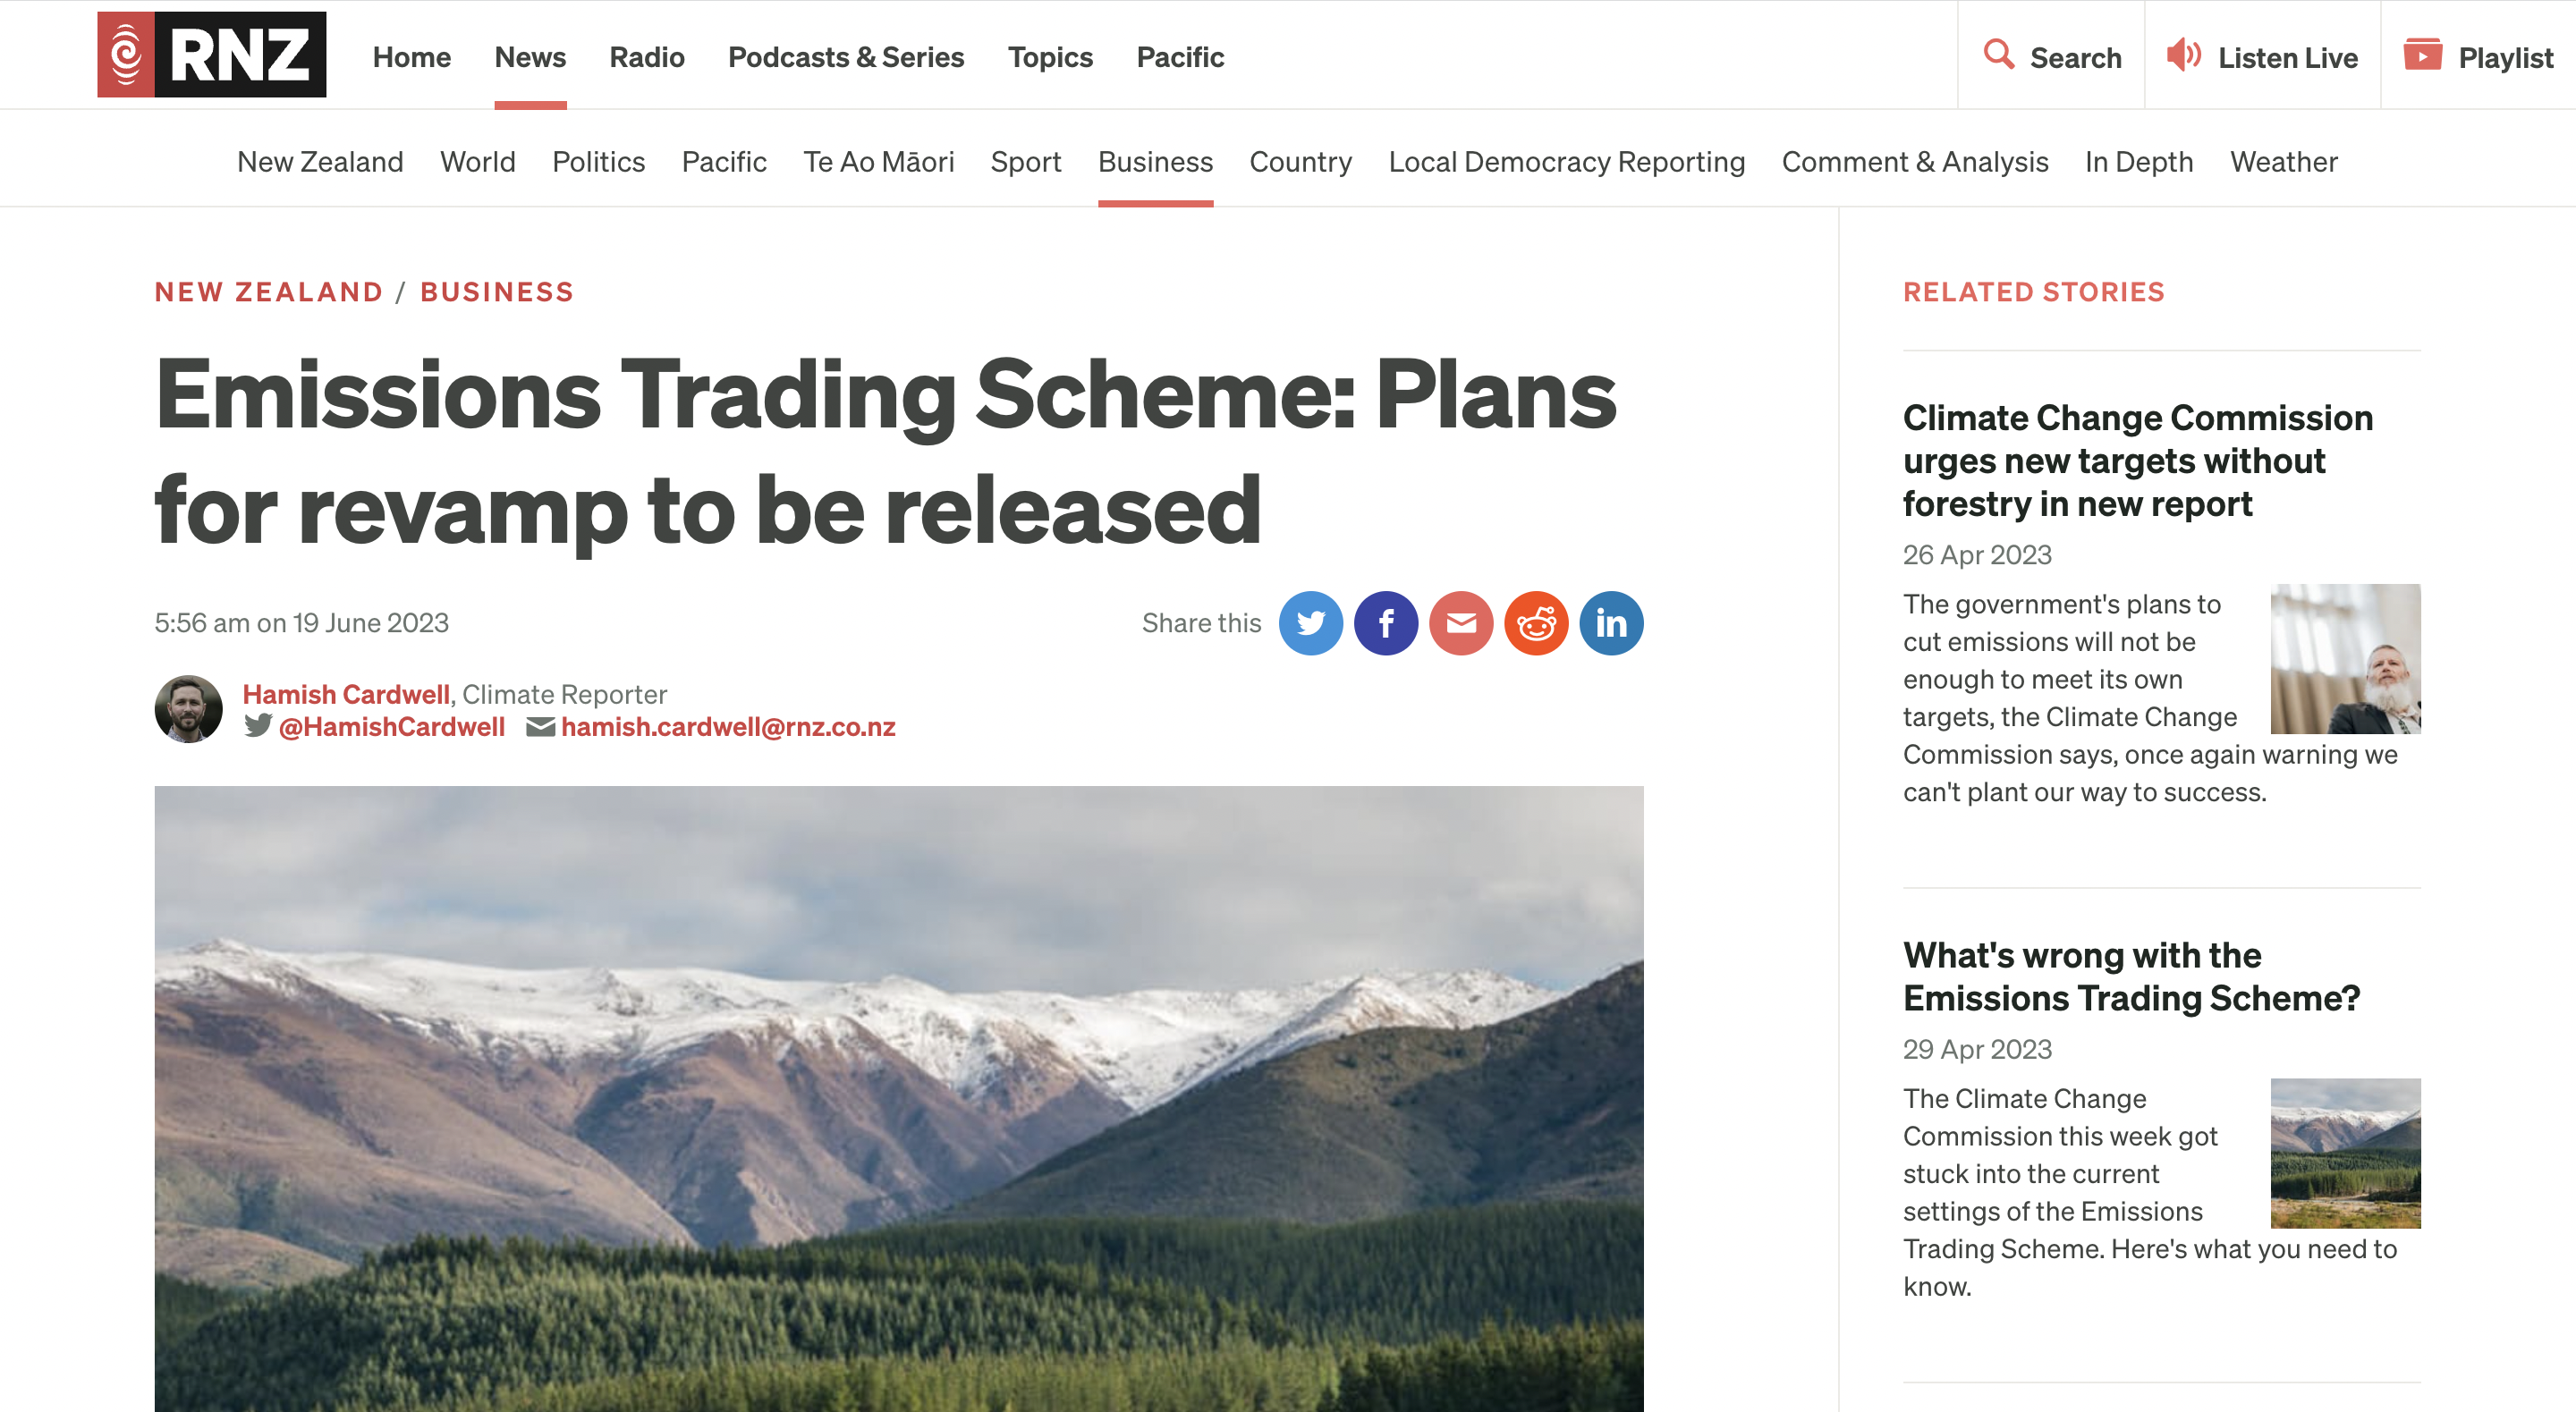 RNZ
Home News Radio Podcasts & Series Topics Pacific
Search Listen Live Playlist
New Zealand World Politics Pacific Te Ao Māori Sport Business Country Local Democracy Reporting Comment & Analysis In Depth Weather
NEW ZEALAND / BUSINESS
Emissions Trading Scheme: Plans
for revamp to be released
5:56 am on 19 June 2023
Share this
Hamish Cardwell, Climate Reporter
@HamishCardwell hamish.cardwell@rnz.co.nz
RELATED STORIES
Climate Change Commission
urges new targets without
forestry in new report
26 Apr 2023
The government's plans to
cut emissions will not be
enough to meet its own
targets, the Climate Change
Commission says, once again warning we
can't plant our way to success.
What's wrong with the
Emissions Trading Scheme?
29 Apr 2023
The Climate Change
Commission this week got
stuck into the current
settings of the Emissions
Trading Scheme. Here's what you need to
know.